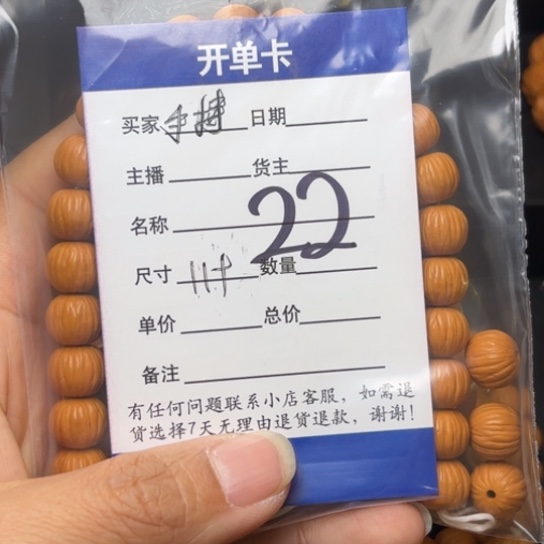 开单卡
买家 手持 日期
主播 货主
名称 22
尺寸 11 数量
单价 总价
备注
有任何问题联系小店客服，如需退
货选择7天无理由退货退款，谢谢！